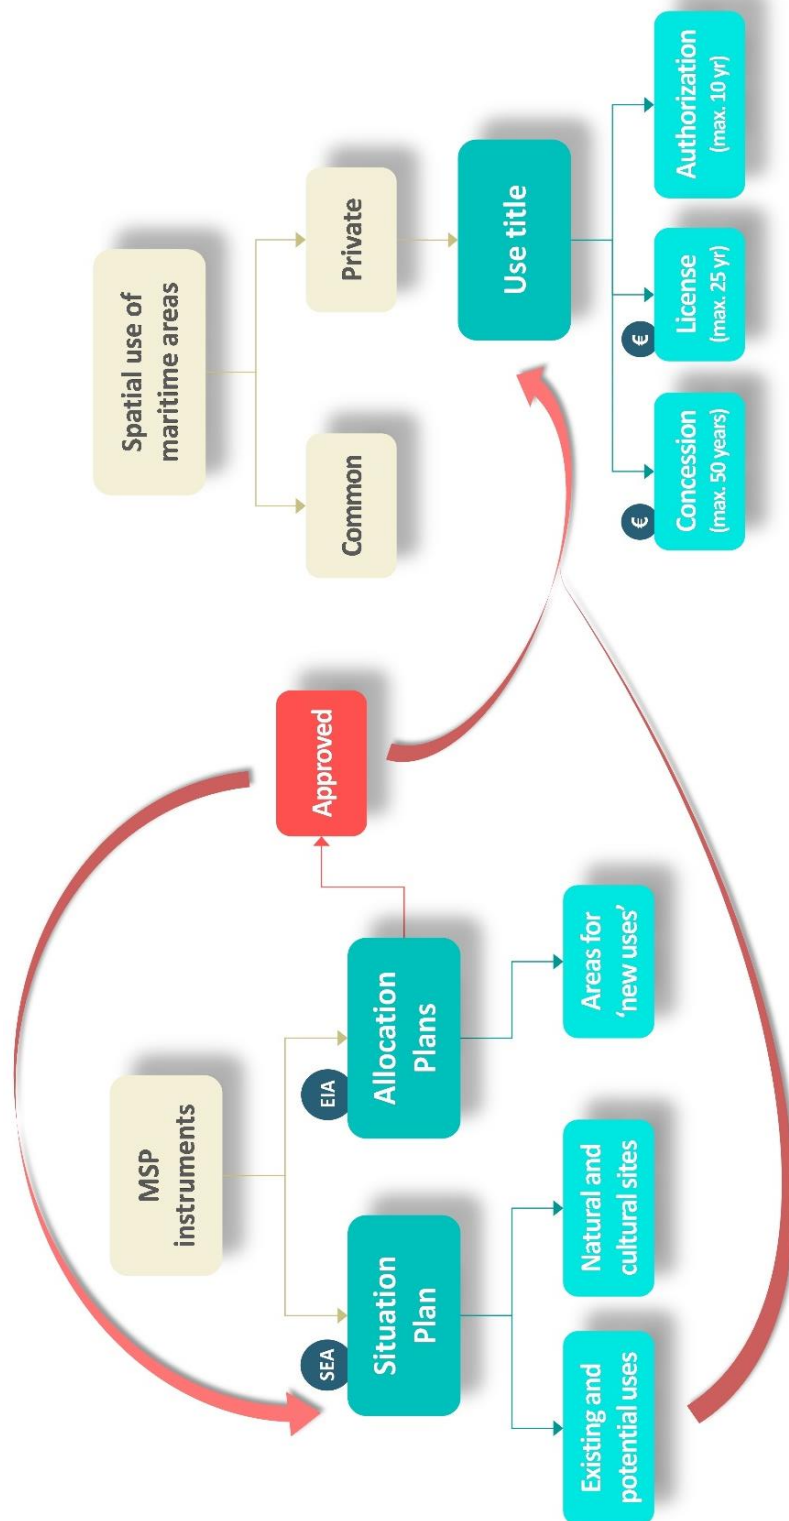 MSP
instruments
SEA
Situation
Plan
EIA
Allocation
Plans
Approved
Existing and
potential uses
Natural and
cultural sites
Areas for
‘new uses’
Spatial use of
maritime areas
Common
Private
Use title
€
Concession
(max. 50 years)
€
License
(max. 25 yr)
Authorization
(max. 10 yr)